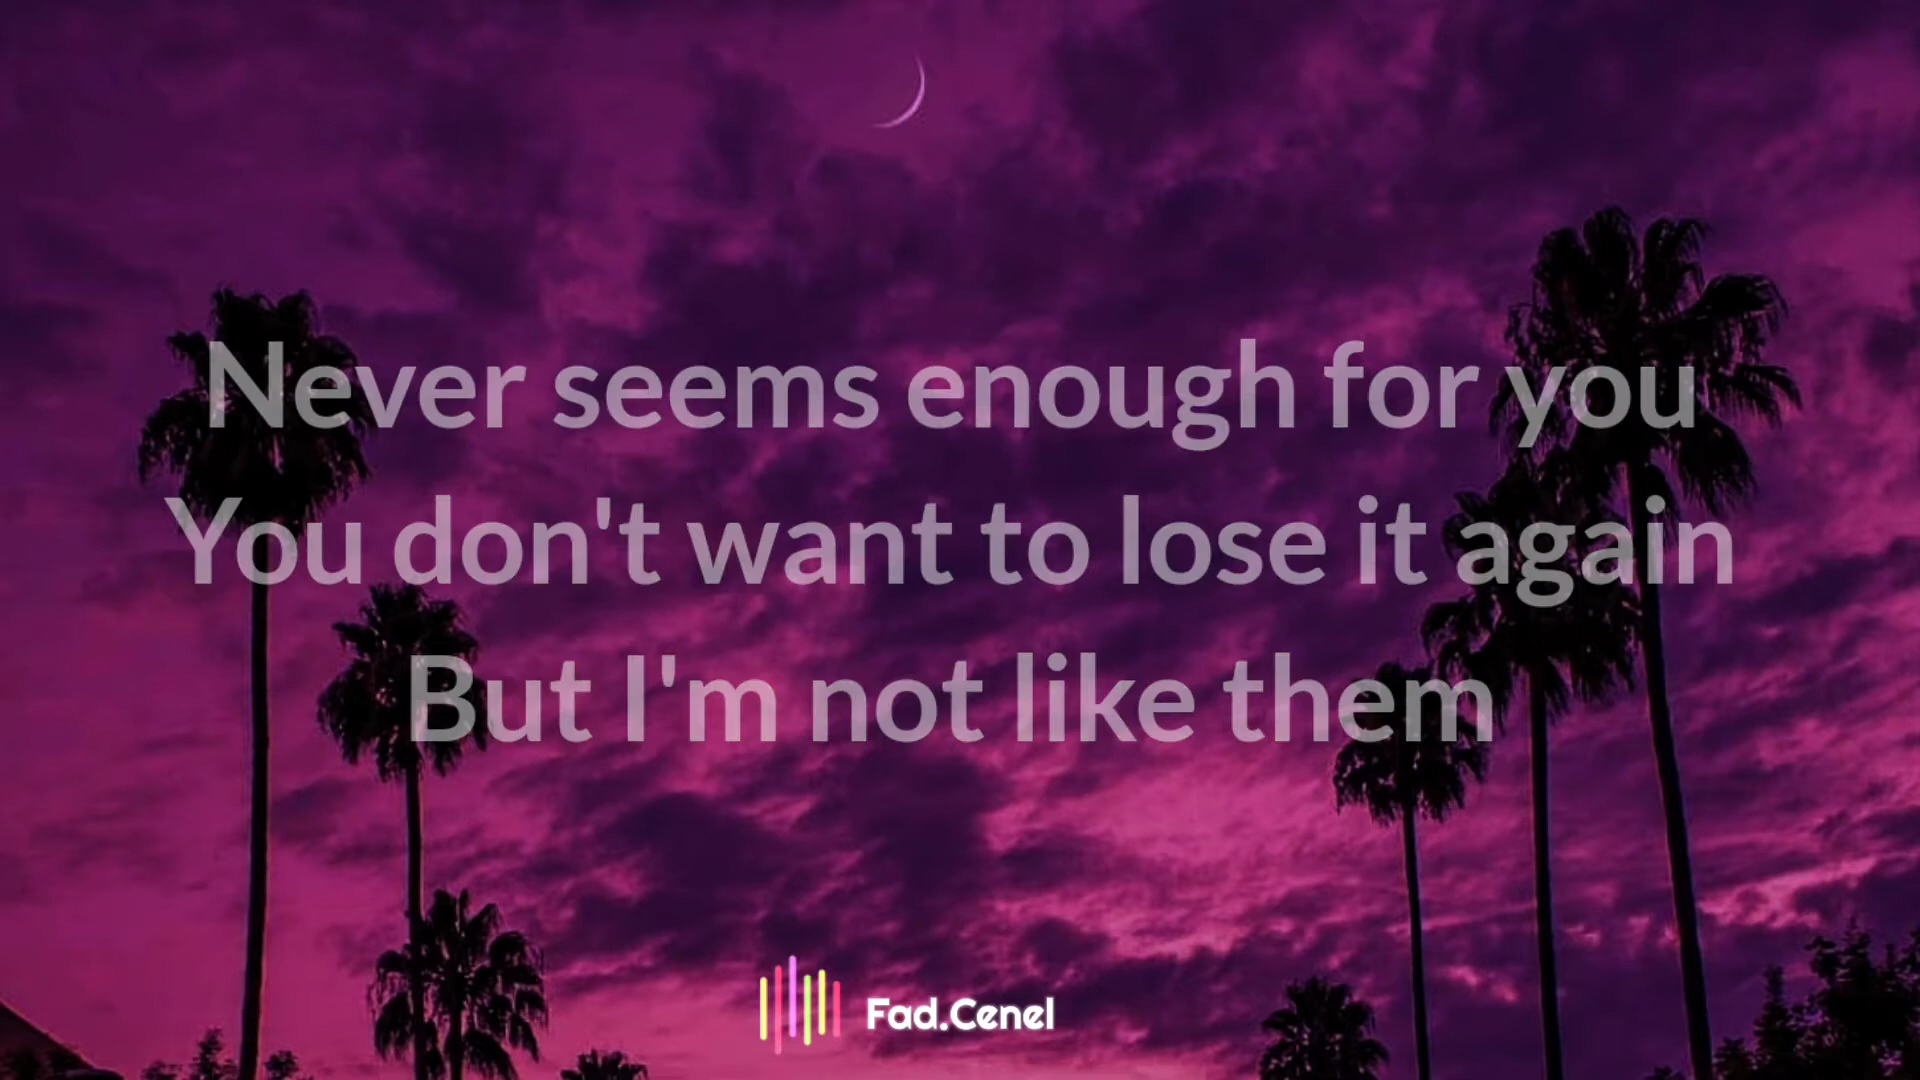 Never seems enough for you
You don't want to lose it again
But I'm not like them
Fad.Cenel